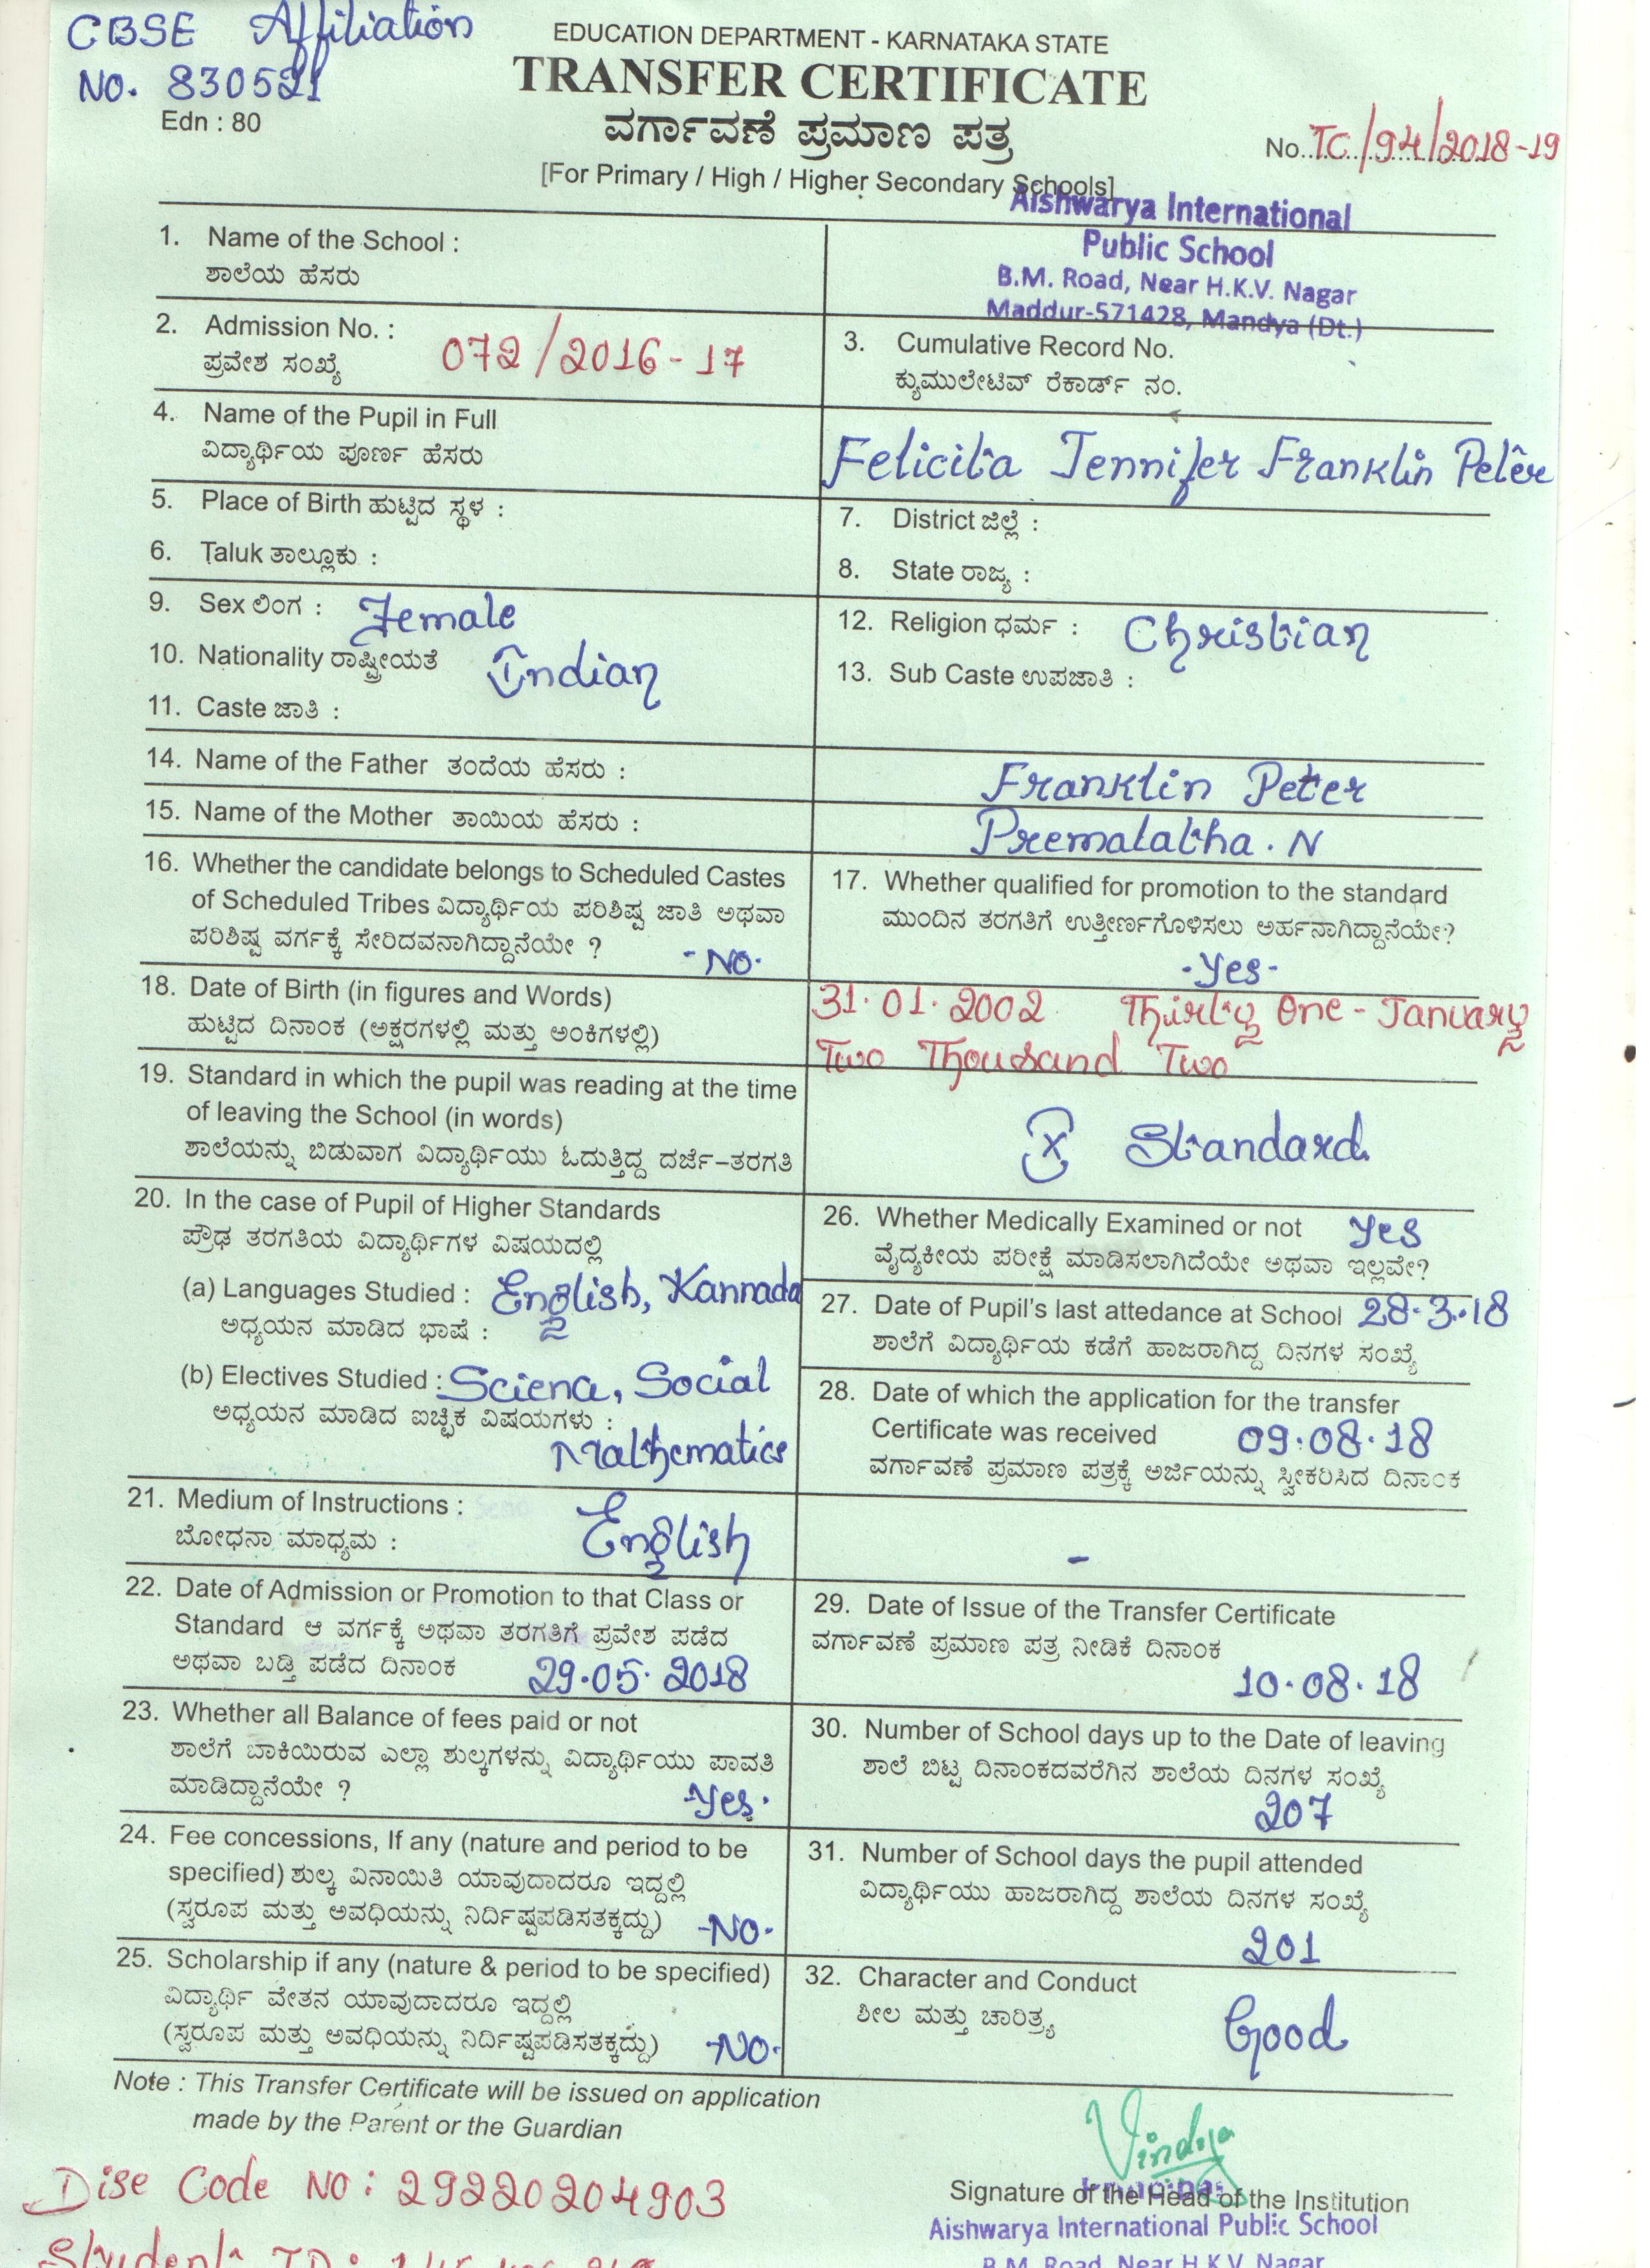 CBSE Affiliation
No. 830521
Edn : 80
EDUCATION DEPARTMENT - KARNATAKA STATE
TRANSFER CERTIFICATE
ವರ್ಗಾವಣೆ ಪ್ರಮಾಣ ಪತ್ರ
No. TC/94/2018-19
[For Primary / High / Higher Secondary Schools]
1. Name of the School :
ಶಾಲೆಯ ಹೆಸರು
Aishwarya International
Public School
B.M. Road, Near H.K.V. Nagar
Maddur-571428, Mandya (Dt.)
2. Admission No. :
ಪ್ರವೇಶ ಸಂಖ್ಯೆ 072/2016-17
3. Cumulative Record No.
ಕ್ಯುಮುಲೇಟಿವ್ ರೆಕಾರ್ಡ್ ನಂ.
4. Name of the Pupil in Full
ವಿದ್ಯಾರ್ಥಿಯ ಪೂರ್ಣ ಹೆಸರು
Felicita Jennifer Franklin Peter
5. Place of Birth ಹುಟ್ಟಿದ ಸ್ಥಳ :
6. Taluk ತಾಲ್ಲೂಕು :
7. District ಜಿಲ್ಲೆ :
8. State ರಾಜ್ಯ :
9. Sex ಲಿಂಗ : Female
10. Nationality ರಾಷ್ಟ್ರೀಯತೆ Indian
11. Caste ಜಾತಿ :
12. Religion ಧರ್ಮ : Christian
13. Sub Caste ಉಪಜಾತಿ :
14. Name of the Father ತಂದೆಯ ಹೆಸರು : Franklin Peter
15. Name of the Mother ತಾಯಿಯ ಹೆಸರು : Premalatha . N
16. Whether the candidate belongs to Scheduled Castes
of Scheduled Tribes ವಿದ್ಯಾರ್ಥಿಯ ಪರಿಶಿಷ್ಟ ಜಾತಿ ಅಥವಾ
ಪರಿಶಿಷ್ಟ ವರ್ಗಕ್ಕೆ ಸೇರಿದವನಾಗಿದ್ದಾನೆಯೇ ? - No.
17. Whether qualified for promotion to the standard
ಮುಂದಿನ ತರಗತಿಗೆ ಉತ್ತೀರ್ಣಗೊಳಿಸಲು ಅರ್ಹನಾಗಿದ್ದಾನೆಯೇ?
-Yes-
18. Date of Birth (in figures and Words)
ಹುಟ್ಟಿದ ದಿನಾಂಕ (ಅಕ್ಷರಗಳಲ್ಲಿ ಮತ್ತು ಅಂಕಿಗಳಲ್ಲಿ)
31.01.2002 Thirty One - January
Two Thousand Two
19. Standard in which the pupil was reading at the time
of leaving the School (in words)
ಶಾಲೆಯನ್ನು ಬಿಡುವಾಗ ವಿದ್ಯಾರ್ಥಿಯು ಓದುತ್ತಿದ್ದ ದರ್ಜೆ-ತರಗತಿ
X Standard
20. In the case of Pupil of Higher Standards
ಪ್ರೌಢ ತರಗತಿಯ ವಿದ್ಯಾರ್ಥಿಗಳ ವಿಷಯದಲ್ಲಿ
(a) Languages Studied : English, Kannada
ಅಧ್ಯಯನ ಮಾಡಿದ ಭಾಷೆ :
(b) Electives Studied : Science, Social
ಅಧ್ಯಯನ ಮಾಡಿದ ಐಚ್ಛಿಕ ವಿಷಯಗಳು :
Mathematics
26. Whether Medically Examined or not Yes
ವೈದ್ಯಕೀಯ ಪರೀಕ್ಷೆ ಮಾಡಿಸಲಾಗಿದೆಯೇ ಅಥವಾ ಇಲ್ಲವೇ?
27. Date of Pupil's last attedance at School 28.3.18
ಶಾಲೆಗೆ ವಿದ್ಯಾರ್ಥಿಯ ಕಡೆಗೆ ಹಾಜರಾಗಿದ್ದ ದಿನಗಳ ಸಂಖ್ಯೆ
28. Date of which the application for the transfer
Certificate was received 09.08.18
ವರ್ಗಾವಣೆ ಪ್ರಮಾಣ ಪತ್ರಕ್ಕೆ ಅರ್ಜಿಯನ್ನು ಸ್ವೀಕರಿಸಿದ ದಿನಾಂಕ
21. Medium of Instructions :
ಬೋಧನಾ ಮಾಧ್ಯಮ : English
-
22. Date of Admission or Promotion to that Class or
Standard ಆ ವರ್ಗಕ್ಕೆ ಅಥವಾ ತರಗತಿಗೆ ಪ್ರವೇಶ ಪಡೆದ
ಅಥವಾ ಬಡ್ತಿ ಪಡೆದ ದಿನಾಂಕ 29.05.2018
29. Date of Issue of the Transfer Certificate
ವರ್ಗಾವಣೆ ಪ್ರಮಾಣ ಪತ್ರ ನೀಡಿಕೆ ದಿನಾಂಕ
10.08.18
23. Whether all Balance of fees paid or not
ಶಾಲೆಗೆ ಬಾಕಿಯಿರುವ ಎಲ್ಲಾ ಶುಲ್ಕಗಳನ್ನು ವಿದ್ಯಾರ್ಥಿಯು ಪಾವತಿ
ಮಾಡಿದ್ದಾನೆಯೇ ? -Yes.
30. Number of School days up to the Date of leaving
ಶಾಲೆ ಬಿಟ್ಟ ದಿನಾಂಕದವರೆಗಿನ ಶಾಲೆಯ ದಿನಗಳ ಸಂಖ್ಯೆ
207
24. Fee concessions, If any (nature and period to be
specified) ಶುಲ್ಕ ವಿನಾಯಿತಿ ಯಾವುದಾದರೂ ಇದ್ದಲ್ಲಿ
(ಸ್ವರೂಪ ಮತ್ತು ಅವಧಿಯನ್ನು ನಿರ್ದಿಷ್ಟಪಡಿಸತಕ್ಕದ್ದು) -No-
31. Number of School days the pupil attended
ವಿದ್ಯಾರ್ಥಿಯು ಹಾಜರಾಗಿದ್ದ ಶಾಲೆಯ ದಿನಗಳ ಸಂಖ್ಯೆ
201
25. Scholarship if any (nature & period to be specified)
ವಿದ್ಯಾರ್ಥಿ ವೇತನ ಯಾವುದಾದರೂ ಇದ್ದಲ್ಲಿ
(ಸ್ವರೂಪ ಮತ್ತು ಅವಧಿಯನ್ನು ನಿರ್ದಿಷ್ಟಪಡಿಸತಕ್ಕದ್ದು) -No-
32. Character and Conduct
ಶೀಲ ಮತ್ತು ಚಾರಿತ್ರ್ಯ
Good
Note : This Transfer Certificate will be issued on application
made by the Parent or the Guardian
Vindya
Dise Code No: 29220204903
Signature of the Head of the Institution
Principal
Aishwarya International Public School
Student ID:
B.M. Road, Near H.K.V. Nagar